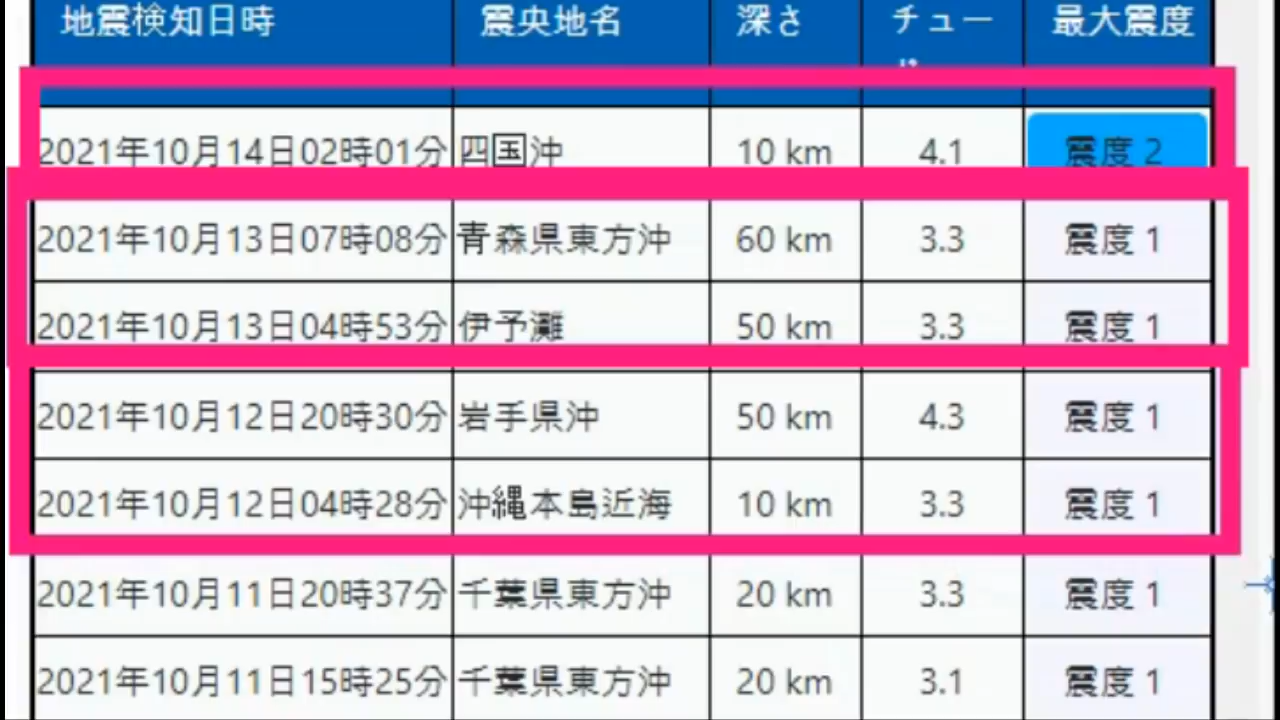 地震検知日時 震央地名 深さ チュー 最大震度
2021年10月14日02時01分 四国沖 10 km 4.1 震度 2
2021年10月13日07時08分 青森県東方沖 60 km 3.3 震度 1
2021年10月13日04時53分 伊予灘 50 km 3.3 震度 1
2021年10月12日20時30分 岩手県沖 50 km 4.3 震度 1
2021年10月12日04時28分 沖縄本島近海 10 km 3.3 震度 1
2021年10月11日20時37分 千葉県東方沖 20 km 3.3 震度 1
2021年10月11日15時25分 千葉県東方沖 20 km 3.1 震度 1